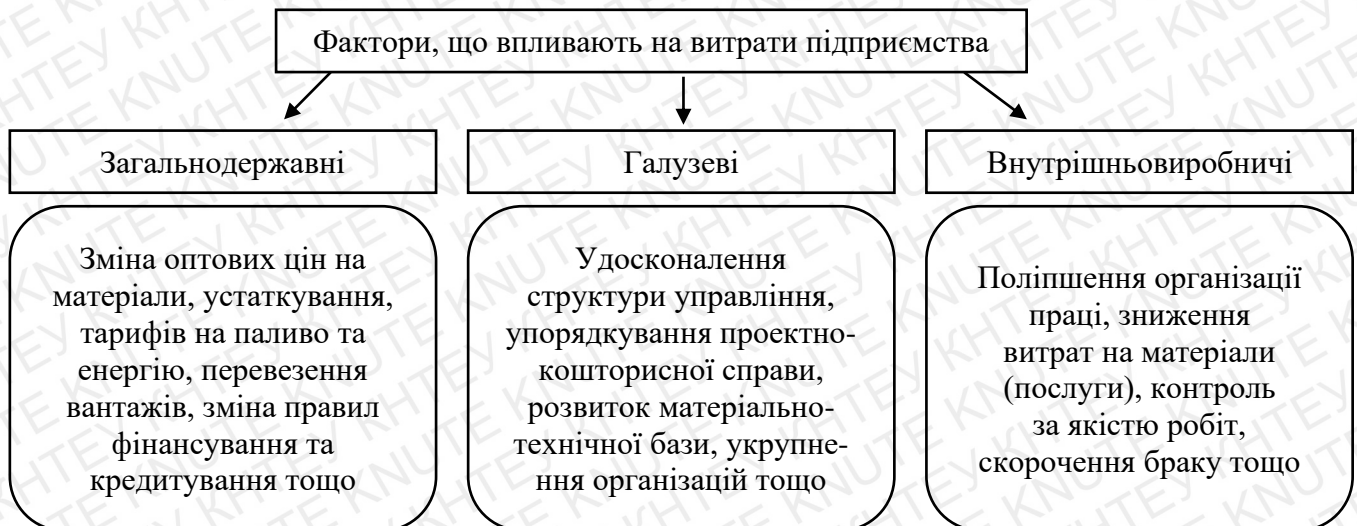 Фактори, що впливають на витрати підприємства
Загальнодержавні
Зміна оптових цін на
матеріали, устаткування,
тарифів на паливо та
енергію, перевезення
вантажів, зміна правил
фінансування та
кредитування тощо
Галузеві
Удосконалення
структури управління,
упорядкування проектно-
кошторисної справи,
розвиток матеріально-
технічної бази, укрупне-
ння організацій тощо
Внутрішньовиробничі
Поліпшення організації
праці, зниження
витрат на матеріали
(послуги), контроль
за якістю робіт,
скорочення браку тощо